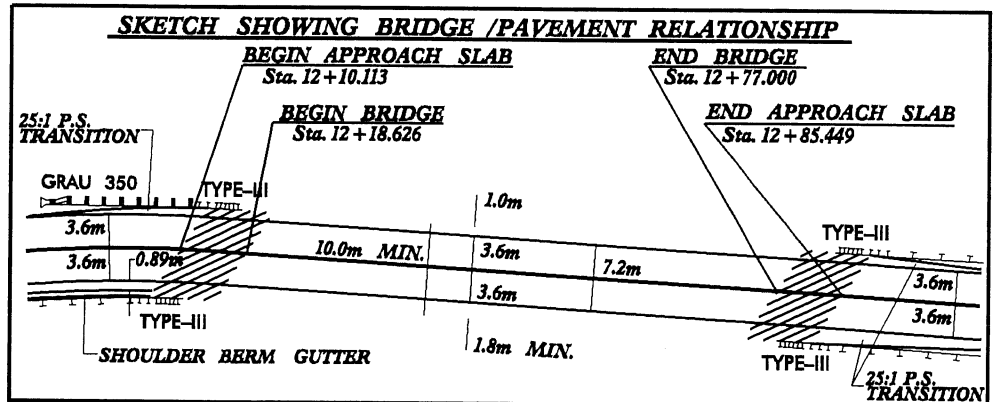 SKETCH SHOWING BRIDGE /PAVEMENT RELATIONSHIP
BEGIN APPROACH SLAB
Sta. 12+10.113
END BRIDGE
Sta. 12+77.000
BEGIN BRIDGE
Sta. 12+18.626
END APPROACH SLAB
Sta. 12+85.449
25:1 P.S.
TRANSITION
GRAU 350
TYPE-III
1.0m
3.6m
3.6m
0.89m
10.0m MIN.
3.6m
7.2m
3.6m
TYPE-III
3.6m
3.6m
TYPE-III
SHOULDER BERM GUTTER
1.8m MIN.
TYPE-III
25:1 P.S.
TRANSITION